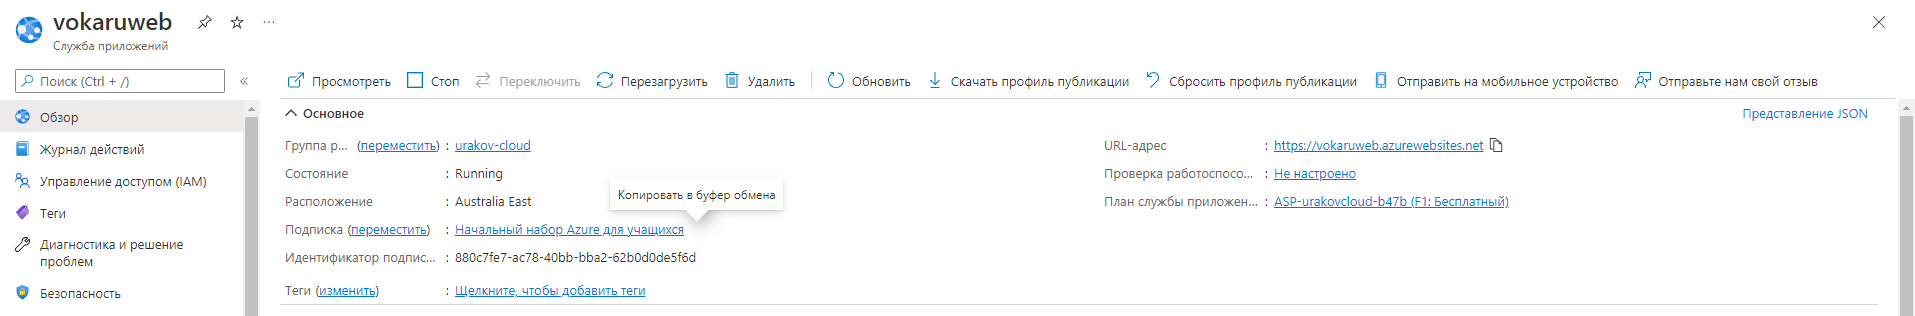 vokaruweb
Служба приложений
Поиск (Ctrl + /)
Обзор
Журнал действий
Управление доступом (IAM)
Теги
Диагностика и решение
проблем
Безопасность
Просмотреть Стоп Переключить Перезагрузить Удалить Обновить Скачать профиль публикации Сбросить профиль публикации Отправить на мобильное устройство Отправьте нам свой отзыв
Основное Представление JSON
Группа р... (переместить) : urakov-cloud
Состояние : Running
Расположение : Australia East
Копировать в буфер обмена
Подписка (переместить) : Начальный набор Azure для учащихся
Идентификатор подпис... : 880c7fe7-ac78-40bb-bba2-62b0d0de5f6d
Теги (изменить) : Щелкните, чтобы добавить теги
URL-адрес : https://vokaruweb.azurewebsites.net
Проверка работоспосо... : Не настроено
План службы приложен... : ASP-urakovcloud-b47b (F1: Бесплатный)